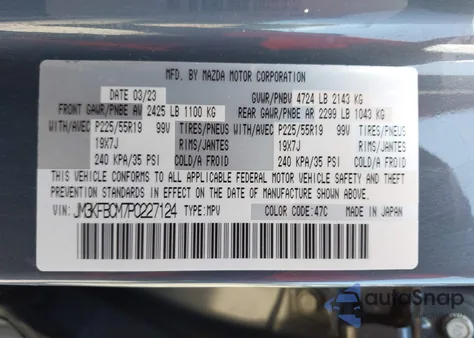 MFD. BY MAZDA MOTOR CORPORATION
DATE 03/23 GVWR/PNBV 4724 LB 2143 KG
FRONT GAWR/PNBE AV 2425 LB 1100 KG REAR GAWR/PNBE AR 2299 LB 1043 KG
WITH/AVEC P225/55R19 99V TIRES/PNEUS P225/55R19 99V TIRES/PNEUS
19X7J RIMS/JANTES 19X7J RIMS/JANTES
240 KPA/35 PSI COLD/A FROID 240 KPA/35 PSI COLD/A FROID
THIS VEHICLE CONFORMS TO ALL APPLICABLE FEDERAL MOTOR VEHICLE SAFETY AND THEFT
PREVENTION STANDARDS IN EFFECT ON THE DATE OF MANUFACTURE SHOWN ABOVE.
VIN: JM3KFBCM7P0227124 TYPE:MPV COLOR CODE:47C MADE IN JAPAN
autoSnap